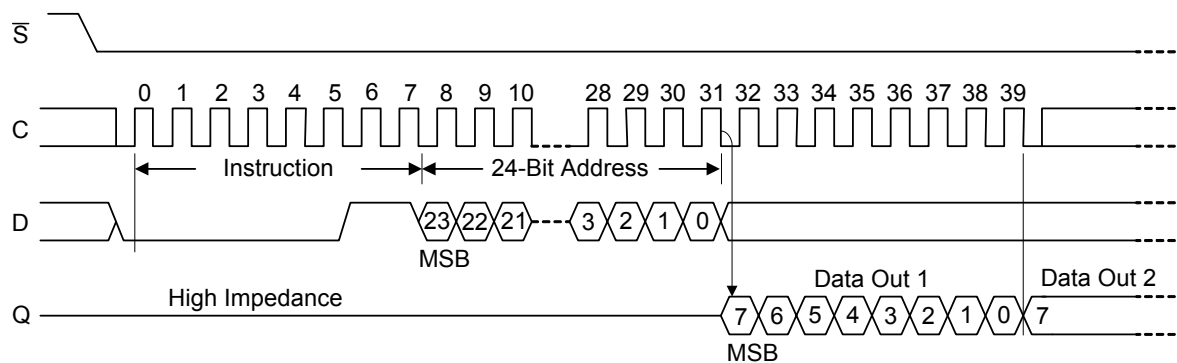 S
0 1 2 3 4 5 6 7 8 9 10 28 29 30 31 32 33 34 35 36 37 38 39
C
Instruction 24-Bit Address
D 23 22 21 3 2 1 0
MSB
Data Out 1 Data Out 2
High Impedance
Q 7 6 5 4 3 2 1 0 7
MSB